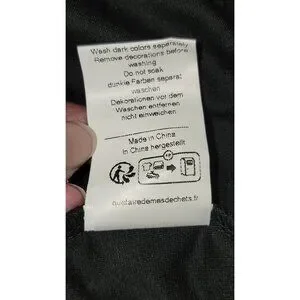 Wash dark colors separately
Remove decorations before
washing
Do not soak
dunkle Farben separat
waschen
Dekorationen vor dem
Waschen entfernen
nicht einweichen
Made in China
In China hergestellt
quefairedemesdechets.fr